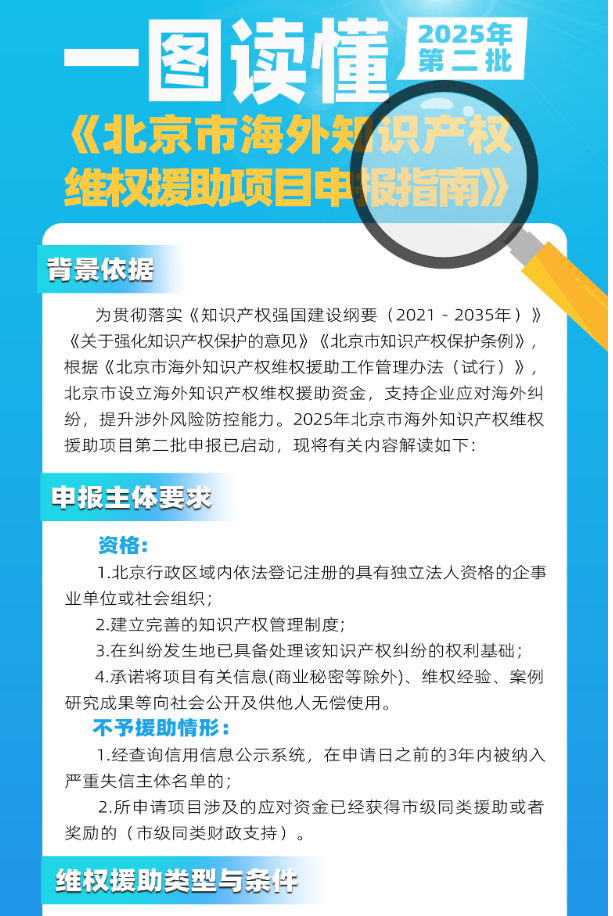 一图读懂
2025年
第二批
《北京市海外知识产权
维权援助项目申报指南》
背景依据
为贯彻落实《知识产权强国建设纲要（2021－2035年）》
《关于强化知识产权保护的意见》《北京市知识产权保护条例》，
根据《北京市海外知识产权维权援助工作管理办法（试行）》，
北京市设立海外知识产权维权援助资金，支持企业应对海外纠
纷，提升涉外风险防控能力。2025年北京市海外知识产权维权
援助项目第二批申报已启动，现将有关内容解读如下：
申报主体要求
资格：
1.北京行政区域内依法登记注册的具有独立法人资格的企事
业单位或社会组织；
2.建立完善的知识产权管理制度；
3.在纠纷发生地已具备处理该知识产权纠纷的权利基础；
4.承诺将项目有关信息(商业秘密等除外)、维权经验、案例
研究成果等向社会公开及供他人无偿使用。
不予援助情形：
1.经查询信用信息公示系统，在申请日之前的3年内被纳入
严重失信主体名单的；
2.所申请项目涉及的应对资金已经获得市级同类援助或者
奖励的（市级同类财政支持）。
维权援助类型与条件